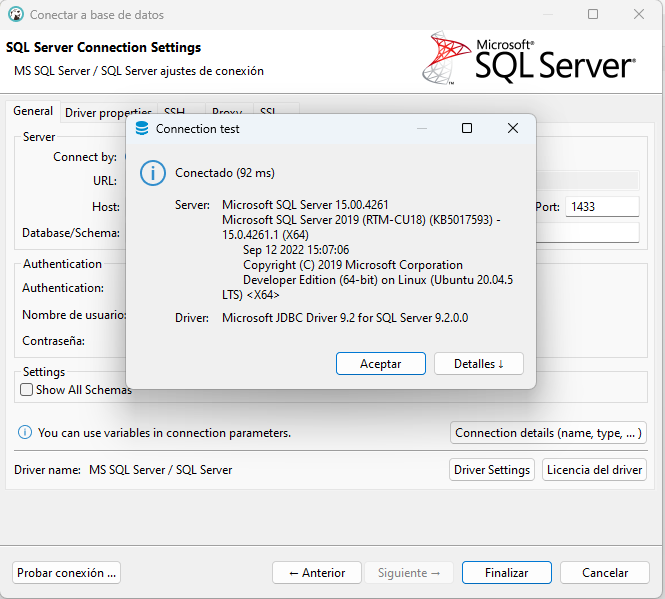 Conectar a base de datos
SQL Server Connection Settings
MS SQL Server / SQL Server ajustes de conexión
Microsoft®
SQL Server®
General
Driver properties
SSH
Proxy
SSL
Server
Connect by:
URL:
Host:
Port:
1433
Database/Schema:
Authentication
Authentication:
Nombre de usuario:
Contraseña:
Settings
Show All Schemas
Connection test
Conectado (92 ms)
Server:
Microsoft SQL Server 15.00.4261
Microsoft SQL Server 2019 (RTM-CU18) (KB5017593) -
15.0.4261.1 (X64)
Sep 12 2022 15:07:06
Copyright (C) 2019 Microsoft Corporation
Developer Edition (64-bit) on Linux (Ubuntu 20.04.5
LTS) <X64>
Driver:
Microsoft JDBC Driver 9.2 for SQL Server 9.2.0.0
Aceptar
Detalles ↓
You can use variables in connection parameters.
Connection details (name, type, ... )
Driver name:
MS SQL Server / SQL Server
Driver Settings
Licencia del driver
Probar conexión ...
← Anterior
Siguiente →
Finalizar
Cancelar